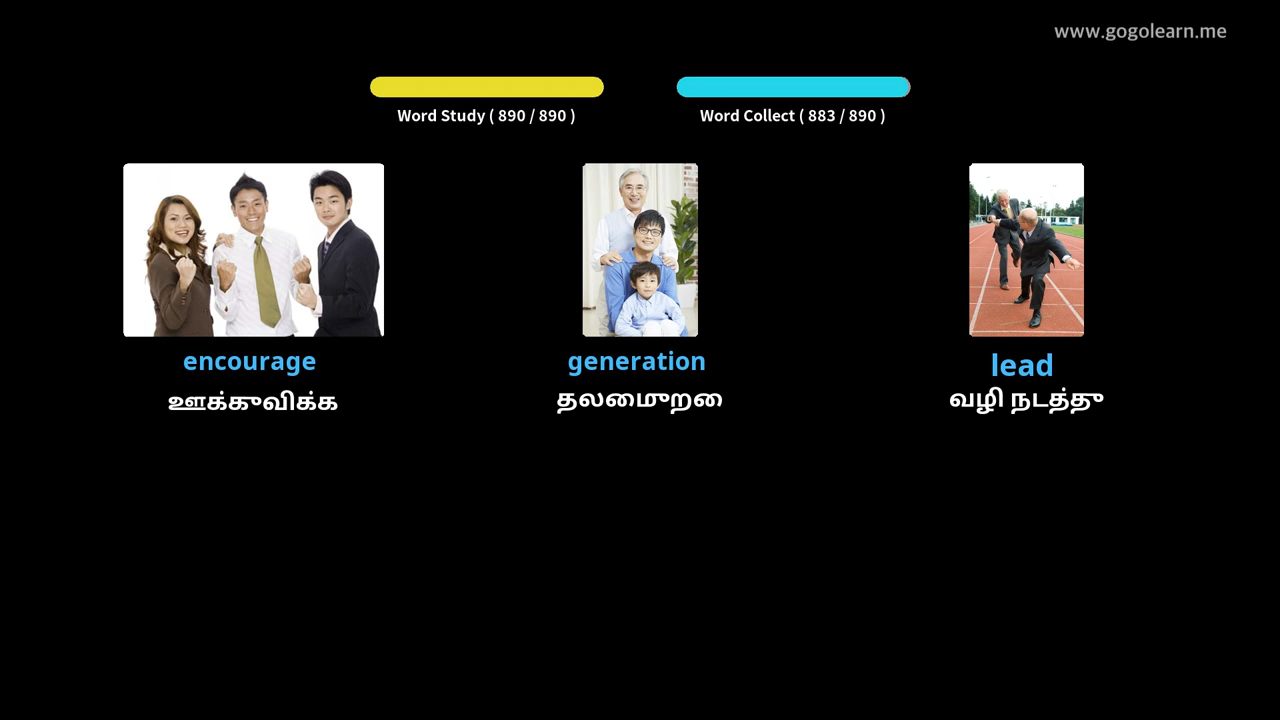 www.gogolearn.me
Word Study ( 890 / 890 )
Word Collect ( 883 / 890 )
encourage
generation
lead
ஊக்குவிக்க
தலைமுறை
வழி நடத்து